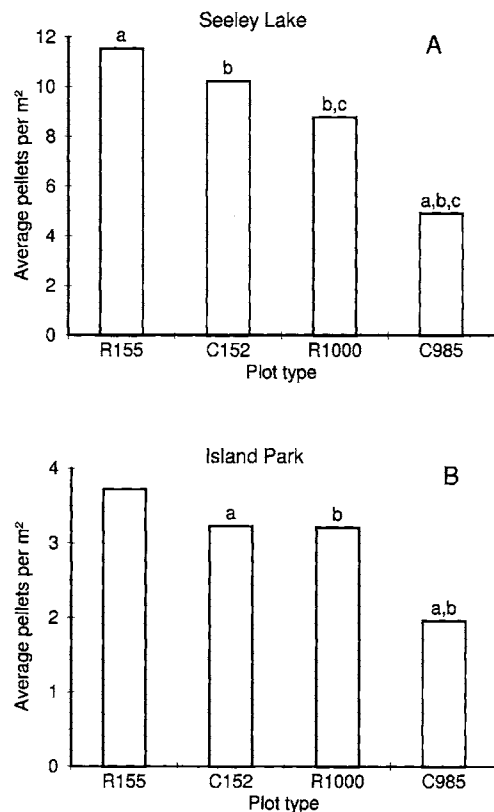 Seeley Lake
A
12
10
8
6
4
2
0
Average pellets per m²
a
b
b,c
a,b,c
R155 C152 R1000 C985
Plot type
Island Park
B
4
3
2
1
0
Average pellets per m²
a
b
a,b
R155 C152 R1000 C985
Plot type